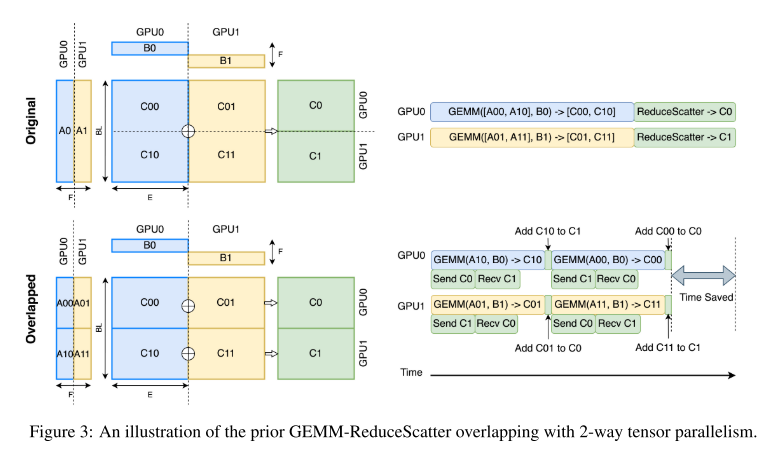 GPU0
GPU1
GPU0
GPU1
B0
B1
F
Original
A0
A1
BL
C00
C01
C10
C11
C0
C1
GPU0
GPU1
F
E
GPU0
GEMM([A00, A10], B0) -> [C00, C10]
ReduceScatter -> C0
GPU1
GEMM([A01, A11], B1) -> [C01, C11]
ReduceScatter -> C1
GPU0
GPU1
GPU0
GPU1
B0
B1
F
Overlapped
A00
A01
A10
A11
BL
C00
C01
C0
C10
C11
C1
GPU0
GPU1
F
E
Add C10 to C1
Add C00 to C0
GPU0
GEMM(A10, B0) -> C10
GEMM(A00, B0) -> C00
Send C0
Recv C1
Send C1
Recv C0
Time Saved
GPU1
GEMM(A01, B1) -> C01
GEMM(A11, B1) -> C11
Send C1
Recv C0
Send C0
Recv C1
Add C01 to C0
Add C11 to C1
Time
Figure 3: An illustration of the prior GEMM-ReduceScatter overlapping with 2-way tensor parallelism.